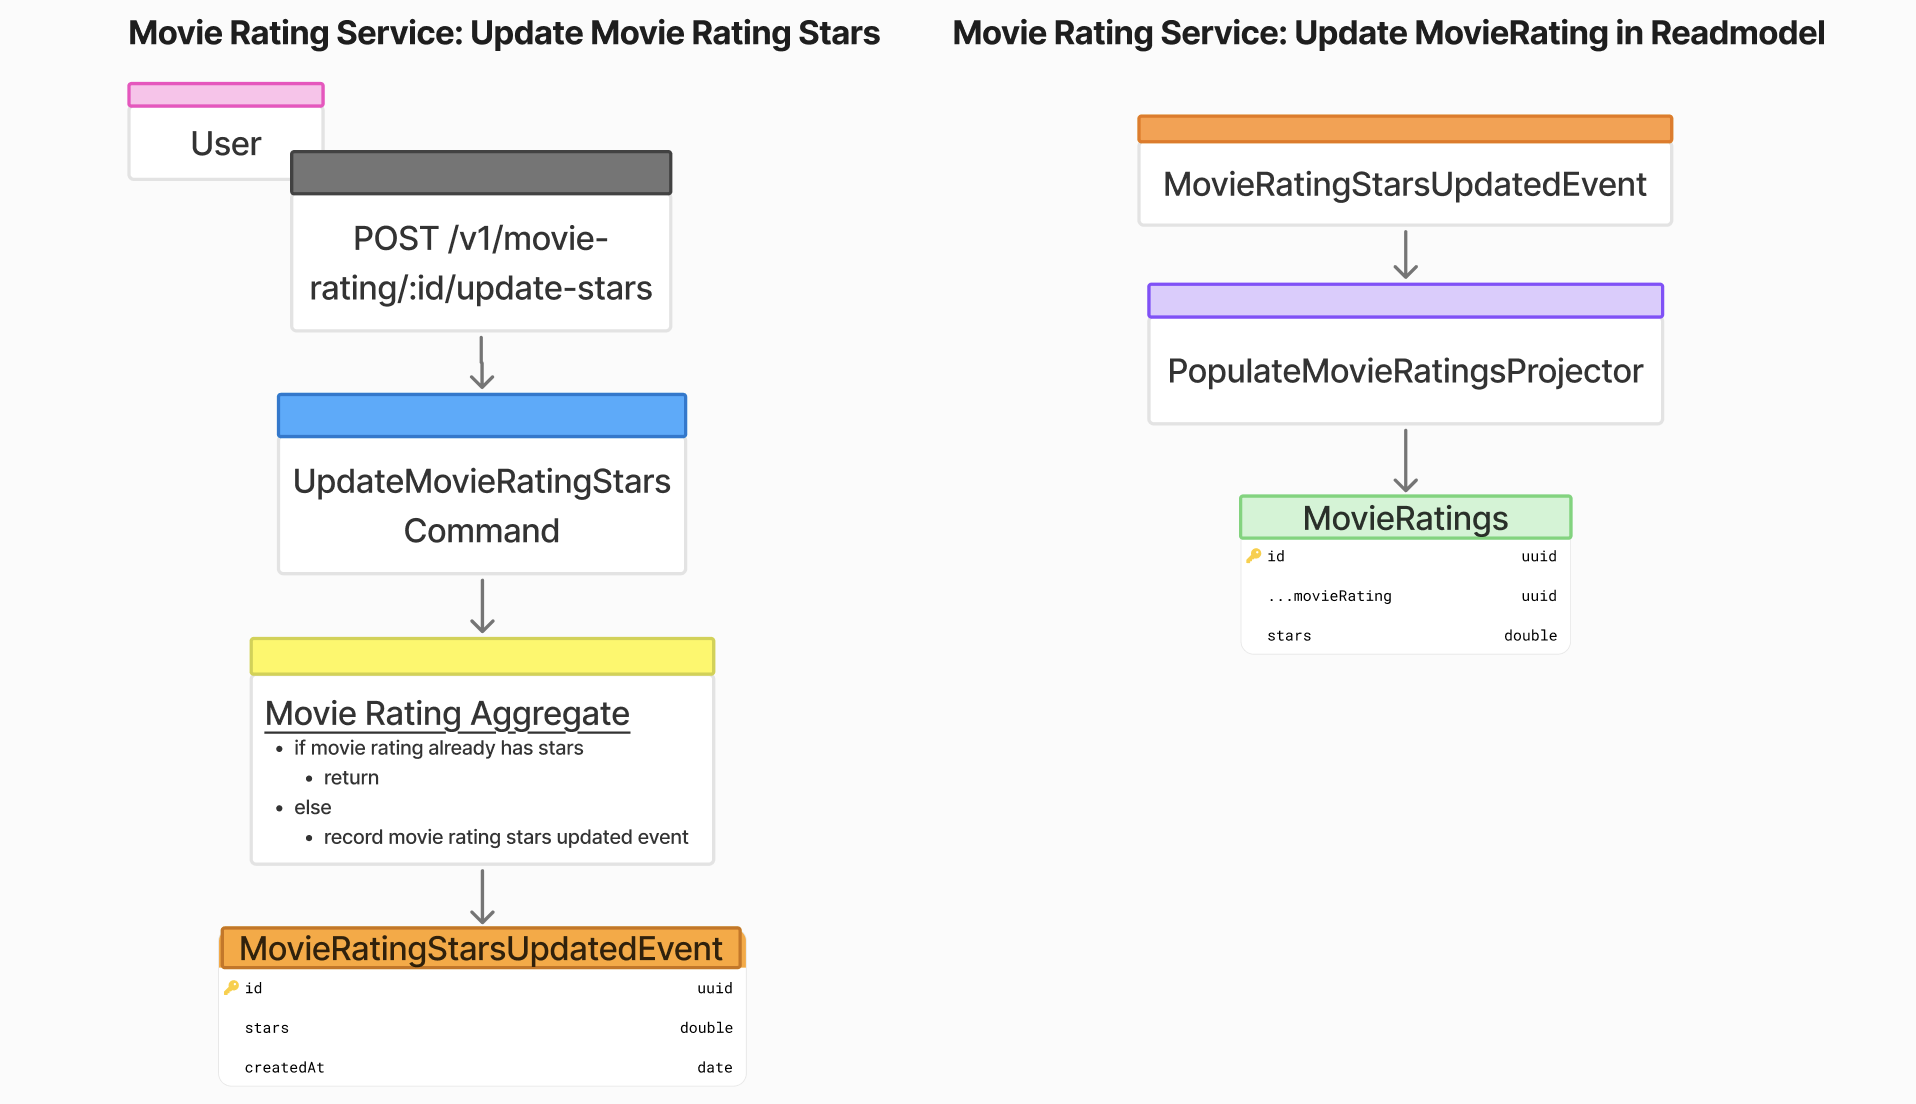 Movie Rating Service: Update Movie Rating Stars
User
POST /v1/movie-
rating/:id/update-stars
UpdateMovieRatingStars
Command
Movie Rating Aggregate
• if movie rating already has stars
• return
• else
• record movie rating stars updated event
MovieRatingStarsUpdatedEvent
id uuid
stars double
createdAt date
Movie Rating Service: Update MovieRating in Readmodel
MovieRatingStarsUpdatedEvent
PopulateMovieRatingsProjector
MovieRatings
id uuid
...movieRating uuid
stars double